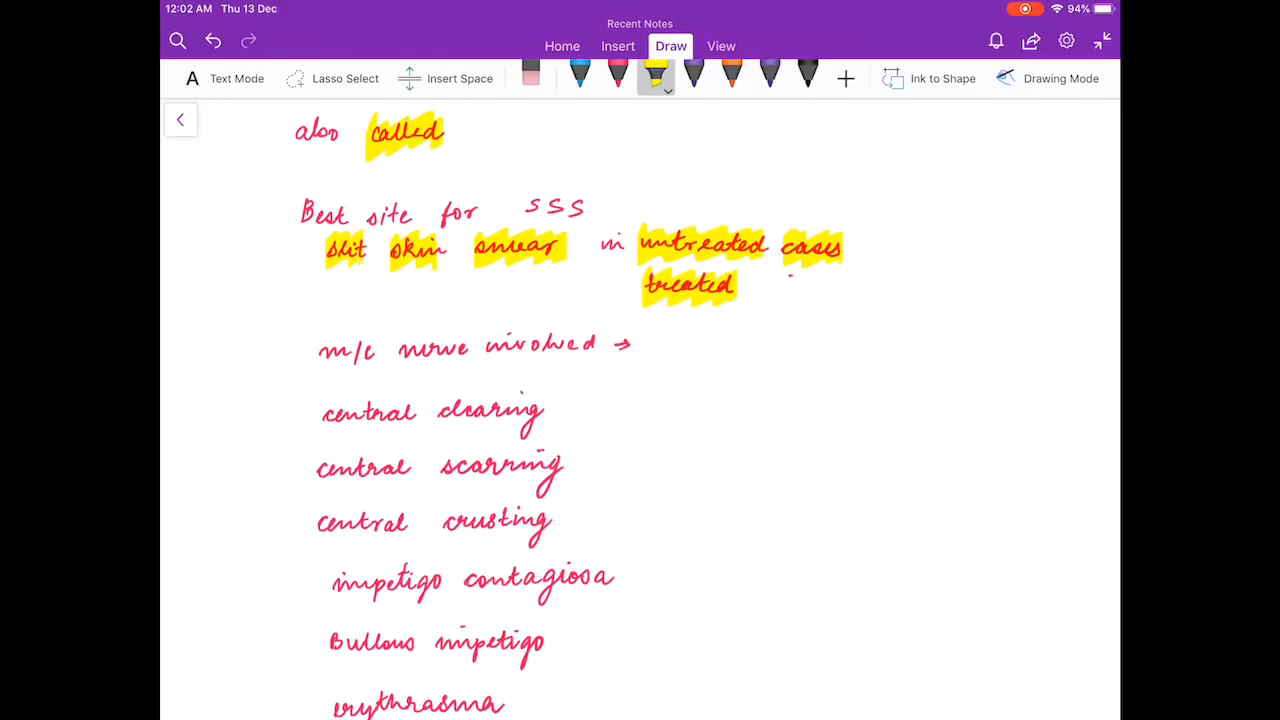 12:02 AM Thu 13 Dec
94%
Recent Notes
Home Insert Draw View
A Text Mode Lasso Select Insert Space + Ink to Shape Drawing Mode
also called
Best site for SSS
slit skin smear in untreated cases
treated
m/c nerve involved →
central clearing
central scarring
central crusting
impetigo contagiosa
Bullous impetigo
erythrasma